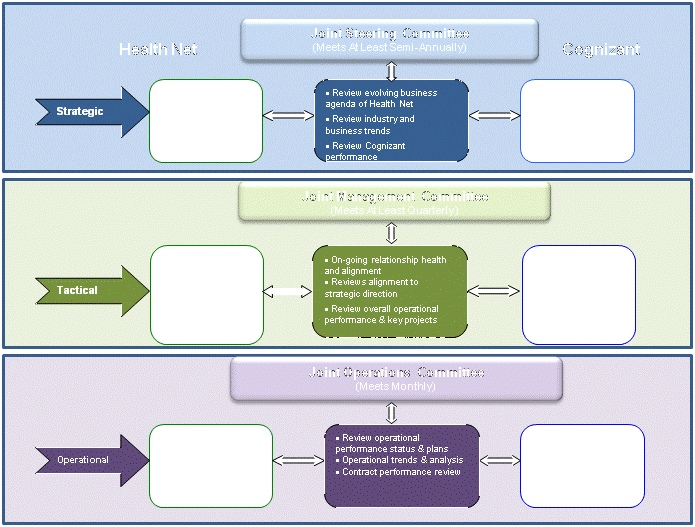 Joint Steering Committee
(Meets At Least Semi-Annually)
Health Net
Cognizant
Strategic
• Review evolving business
agenda of Health Net
• Review industry and
business trends
• Review Cognizant
performance
Joint Management Committee
(Meets At Least Quarterly)
Tactical
• On-going relationship health
and alignment
• Reviews alignment to
strategic direction
• Review overall operational
performance & key projects
Joint Operations Committee
(Meets Monthly)
Operational
• Review operational
performance status & plans
• Operational trends & analysis
• Contract performance review